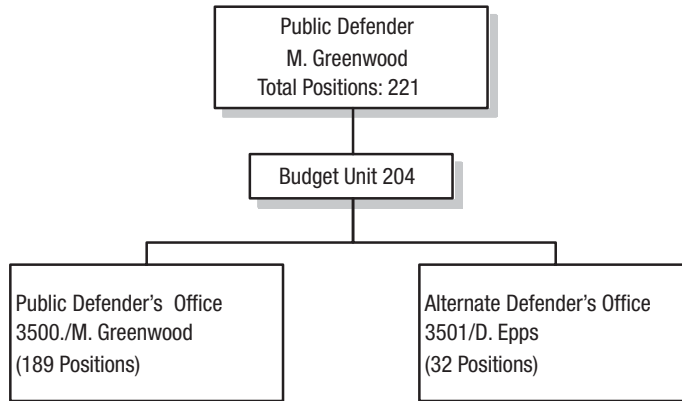 Public Defender
M. Greenwood
Total Positions: 221
Budget Unit 204
Public Defender's  Office
3500./M. Greenwood
(189 Positions)
Alternate Defender's Office
3501/D. Epps
(32 Positions)